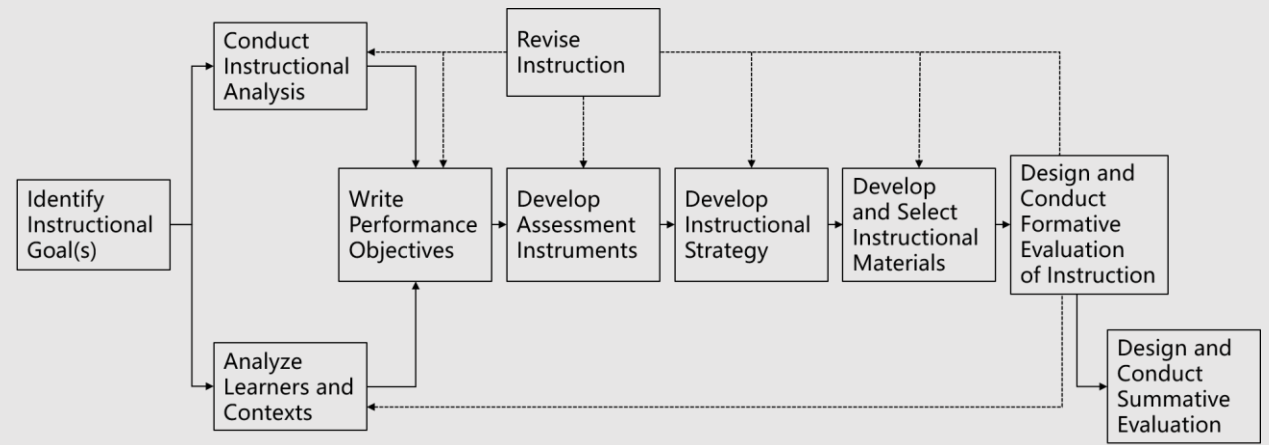 Conduct
Instructional
Analysis
Revise
Instruction
Identify
Instructional
Goal(s)
Write
Performance
Objectives
Develop
Assessment
Instruments
Develop
Instructional
Strategy
Develop
and Select
Instructional
Materials
Design and
Conduct
Formative
Evaluation
of Instruction
Analyze
Learners and
Contexts
Design and
Conduct
Summative
Evaluation